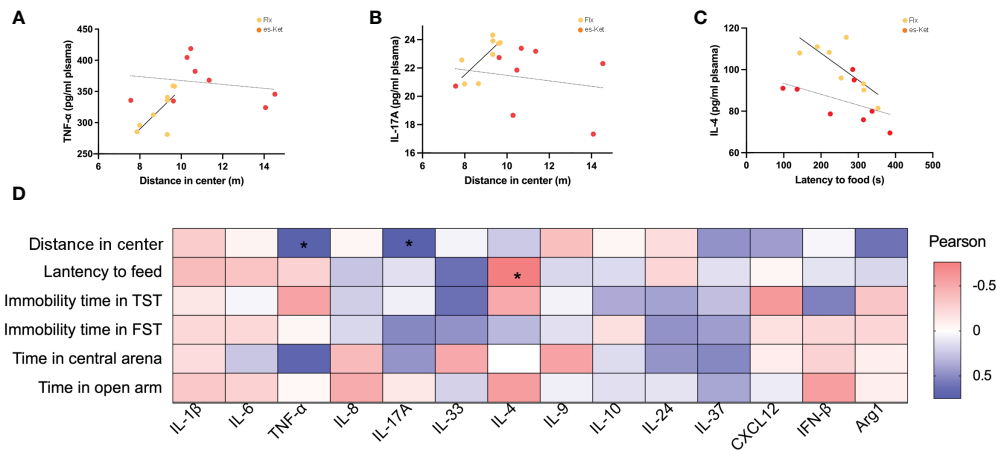 A
Flx
es-Ket
TNF-α (pg/ml plsama)
450
400
350
300
250
6
8
10
12
14
Distance in center (m)
B
Flx
es-Ket
IL-17A (pg/ml plasma)
24
22
20
18
16
6
8
10
12
14
Distance in center (m)
C
Flx
es-Ket
IL-4 (pg/ml plasma)
120
100
80
60
0
100
200
300
400
500
Latency to food (s)
D
Distance in center
Lantency to feed
Immobility time in TST
Immobility time in FST
Time in central arena
Time in open arm
*
*
*
IL-1β
IL-6
TNF-α
IL-8
IL-17A
IL-33
IL-4
IL-9
IL-10
IL-24
IL-37
CXCL12
IFN-β
Arg1
Pearson
-0.5
0
0.5